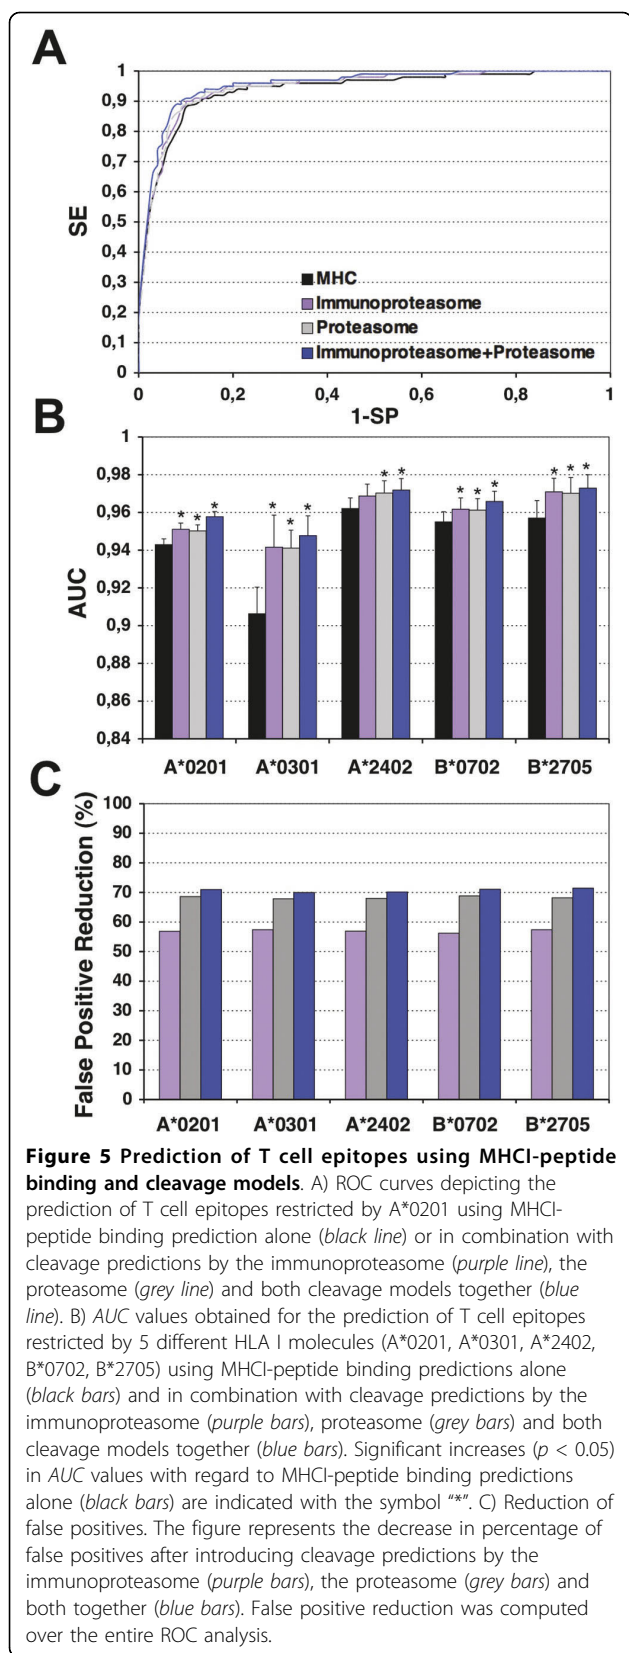 A
1
0,9
0,8
0,7
0,6
0,5
0,4
0,3
0,2
0,1
0
SE
MHC
Immunoproteasome
Proteasome
Immunoproteasome+Proteasome
0 0,2 0,4 0,6 0,8 1
1-SP
B
1
0,98
0,96
0,94
0,92
0,9
0,88
0,86
0,84
AUC
* * *
* * *
* *
* * *
* * *
A*0201 A*0301 A*2402 B*0702 B*2705
C
100
90
80
70
60
50
40
30
20
10
0
False Positive Reduction (%)
A*0201 A*0301 A*2402 B*0702 B*2705
Figure 5 Prediction of T cell epitopes using MHCI-peptide
binding and cleavage models. A) ROC curves depicting the
prediction of T cell epitopes restricted by A*0201 using MHCI-
peptide binding prediction alone (black line) or in combination with
cleavage predictions by the immunoproteasome (purple line), the
proteasome (grey line) and both cleavage models together (blue
line). B) AUC values obtained for the prediction of T cell epitopes
restricted by 5 different HLA I molecules (A*0201, A*0301, A*2402,
B*0702, B*2705) using MHCI-peptide binding predictions alone
(black bars) and in combination with cleavage predictions by the
immunoproteasome (purple bars), proteasome (grey bars) and both
cleavage models together (blue bars). Significant increases (p < 0.05)
in AUC values with regard to MHCI-peptide binding predictions
alone (black bars) are indicated with the symbol “*”. C) Reduction of
false positives. The figure represents the decrease in percentage of
false positives after introducing cleavage predictions by the
immunoproteasome (purple bars), the proteasome (grey bars) and
both together (blue bars). False positive reduction was computed
over the entire ROC analysis.